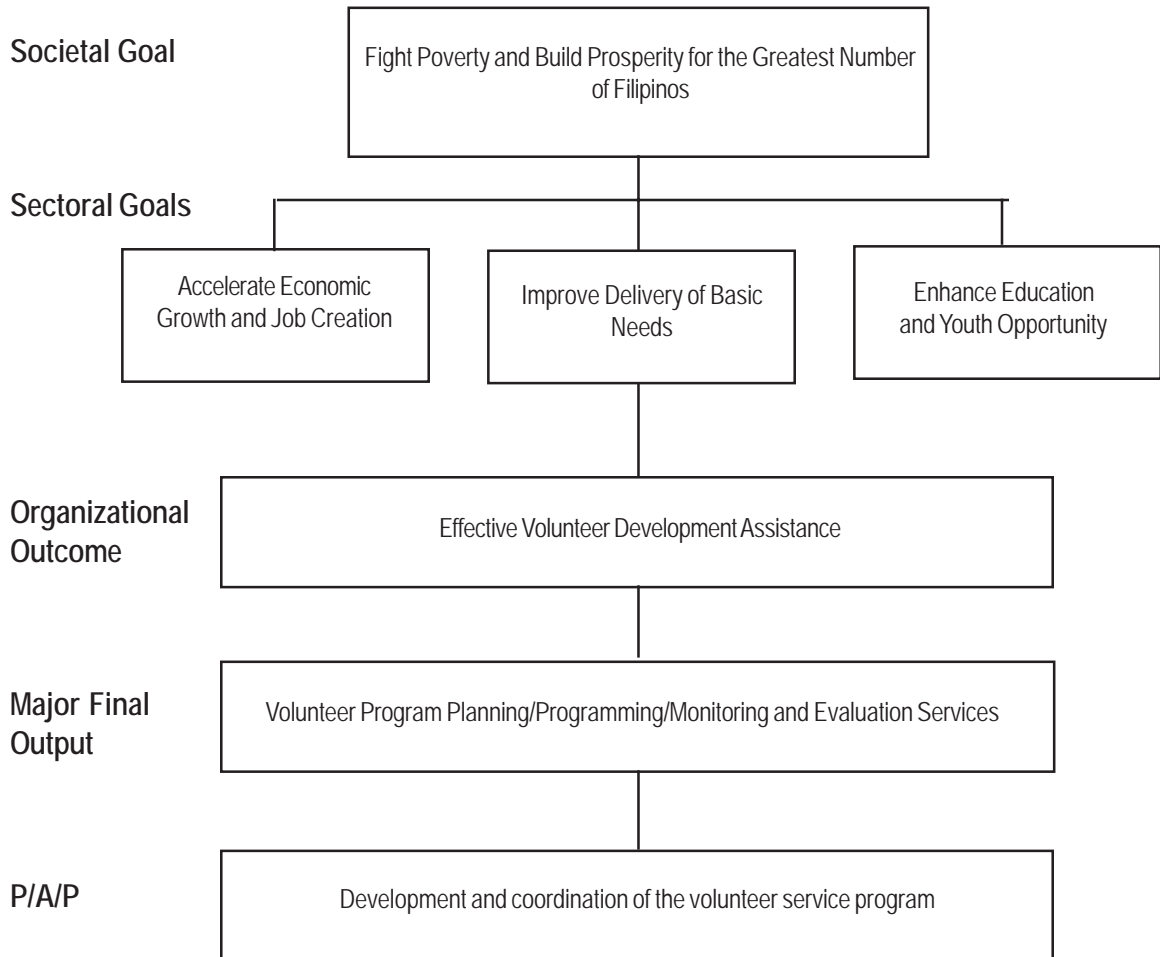 Societal Goal
Fight Poverty and Build Prosperity for the Greatest Number
of Filipinos
Sectoral Goals
Accelerate Economic
Growth and Job Creation
Improve Delivery of Basic
Needs
Enhance Education
and Youth Opportunity
Organizational
Outcome
Effective Volunteer Development Assistance
Major Final
Output
Volunteer Program Planning/Programming/Monitoring and Evaluation Services
P/A/P
Development and coordination of the volunteer service program